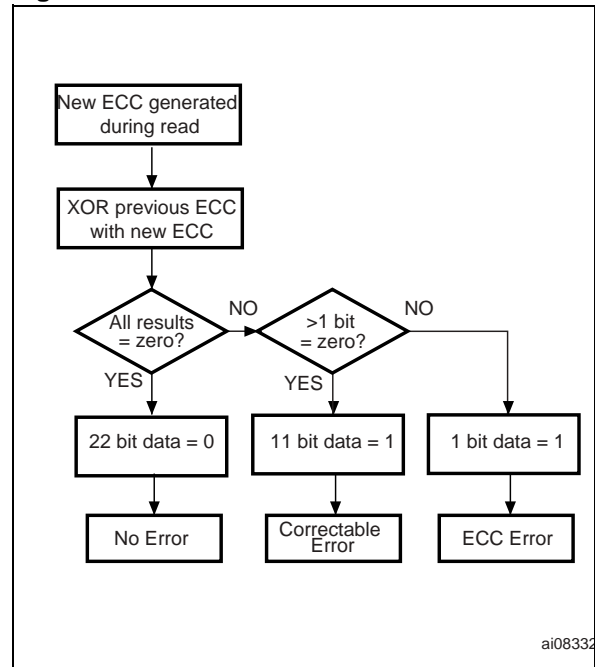 New ECC generated
during read
XOR previous ECC
with new ECC
All results
= zero?
NO
>1 bit
= zero?
NO
YES
YES
22 bit data = 0
11 bit data = 1
1 bit data = 1
No Error
Correctable
Error
ECC Error
ai08332